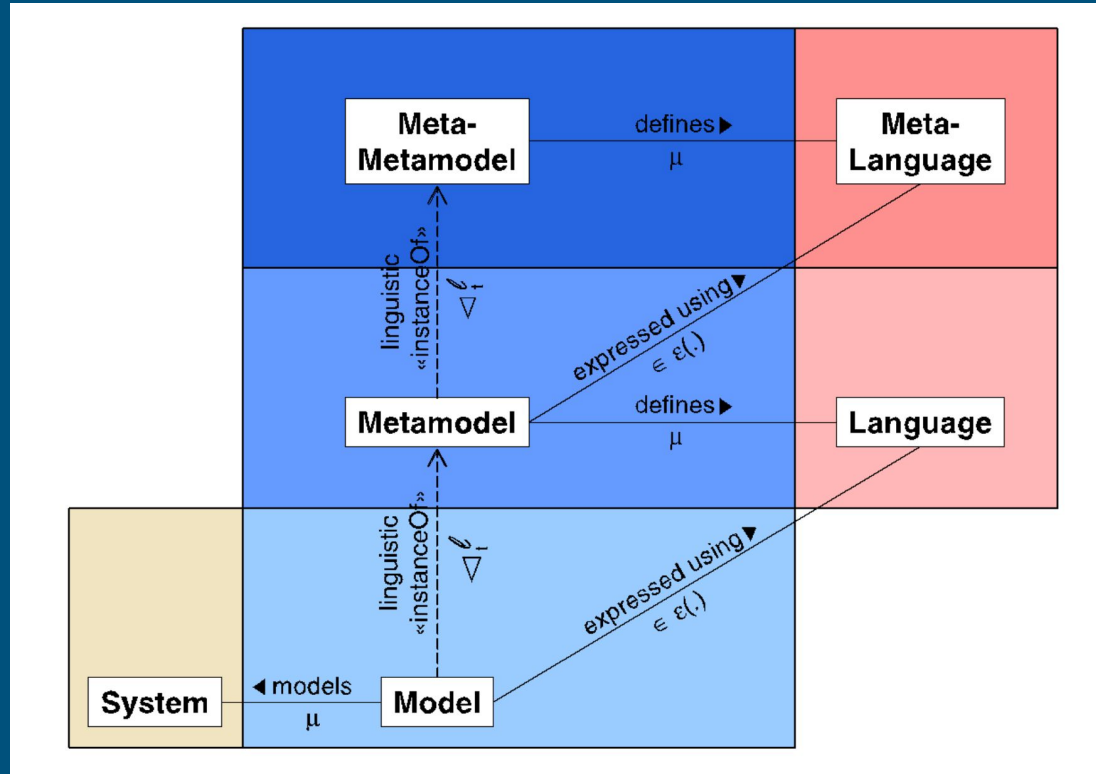 Meta-
Metamodel
defines ►
μ
Meta-
Language
linguistic
«instanceOf»
◁ ℓ t
expressed using ►
∈ ε(.)
Metamodel
defines ►
μ
Language
linguistic
«instanceOf»
◁ ℓ t
expressed using ►
∈ ε(.)
System
◄ models
μ
Model